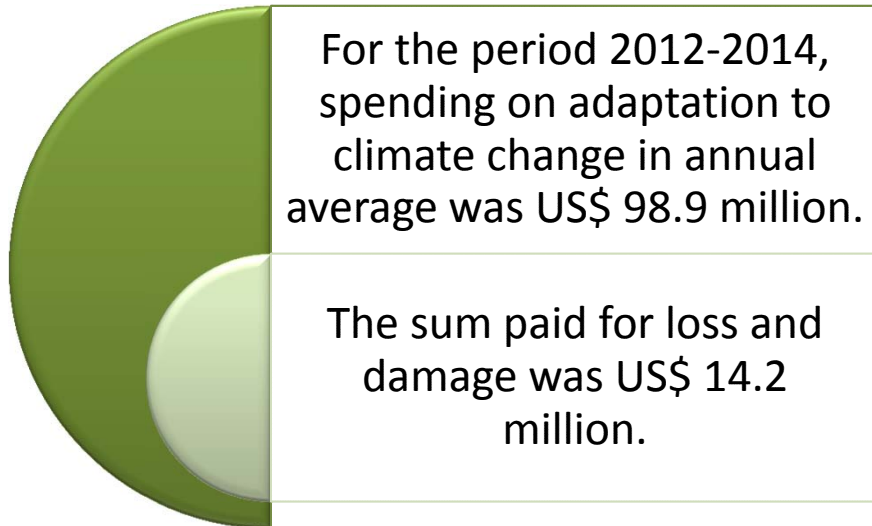 For the period 2012-2014,
spending on adaptation to
climate change in annual
average was US$ 98.9 million.
The sum paid for loss and
damage was US$ 14.2
million.